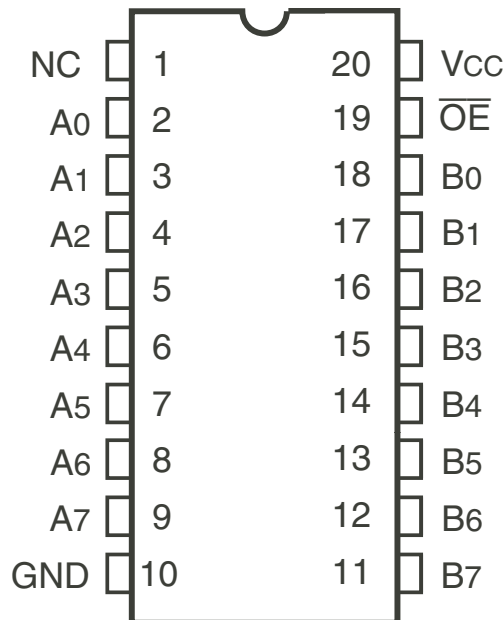 NC 1 20 VCC
A0 2 19 O̅E̅
A1 3 18 B0
A2 4 17 B1
A3 5 16 B2
A4 6 15 B3
A5 7 14 B4
A6 8 13 B5
A7 9 12 B6
GND 10 11 B7